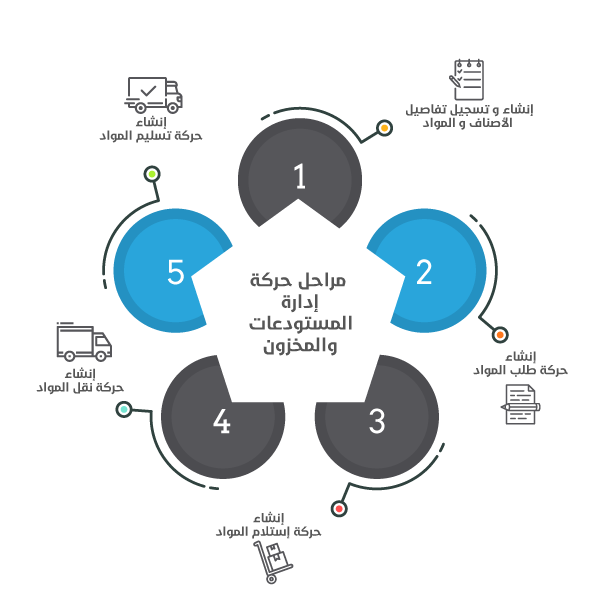 مراحل حركة
إدارة
المستودعات
والمخزون
1
إنشاء و تسجيل تفاصيل
الأصناف و المواد
2
إنشاء
حركة طلب المواد
3
إنشاء
حركة إستلام المواد
4
إنشاء
حركة نقل المواد
5
إنشاء
حركة تسليم المواد